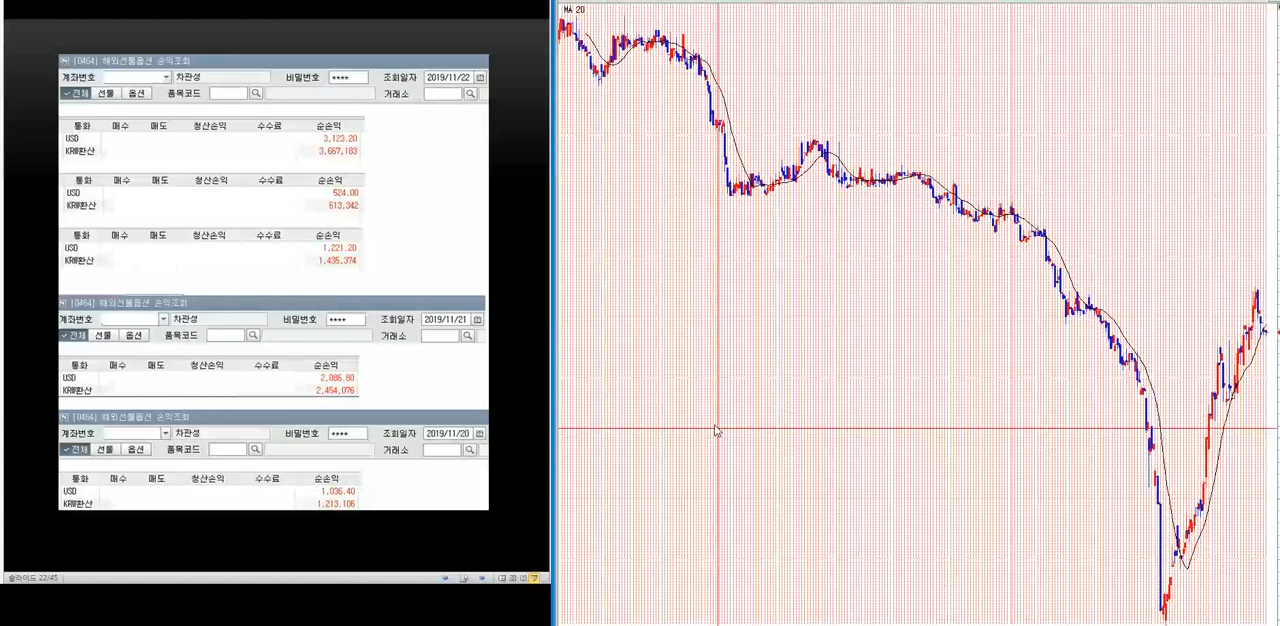 [0464] 해외선물옵션 손익조회
계좌번호 차관성 비밀번호 **** 조회일자 2019/11/22
✓전체 선물 옵션 품목코드 거래소
통화 매수 매도 청산손익 수수료 순손익
USD 3,123.20
KRW환산 3,667,183
통화 매수 매도 청산손익 수수료 순손익
USD 524.00
KRW환산 613,342
통화 매수 매도 청산손익 수수료 순손익
USD 1,221.20
KRW환산 1,435,374
[0464] 해외선물옵션 손익조회
계좌번호 차관성 비밀번호 **** 조회일자 2019/11/21
✓전체 선물 옵션 품목코드 거래소
통화 매수 매도 청산손익 수수료 순손익
USD 2,086.80
KRW환산 2,454,076
[0464] 해외선물옵션 손익조회
계좌번호 차관성 비밀번호 **** 조회일자 2019/11/20
✓전체 선물 옵션 품목코드 거래소
통화 매수 매도 청산손익 수수료 순손익
USD 1,036.40
KRW환산 1,213,106
슬라이드 22/45
MA 20